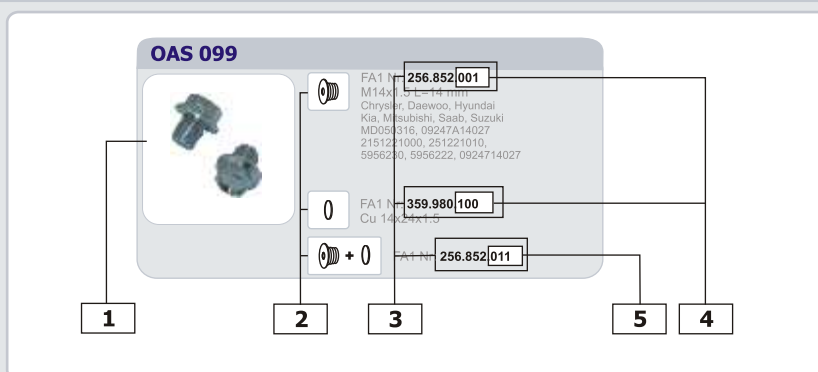 OAS 099
FA1 Nr. 256.852.001
M14x1.5 L=14 mm
Chrysler, Daewoo, Hyundai
Kia, Mitsubishi, Saab, Suzuki
MD050316, 09247A14027
2151221000, 251221010,
5956230, 5956222, 0924714027
FA1 Nr. 359.980.100
Cu 14x24x1.5
+ FA1 Nr. 256.852.011
1 2 3 5 4